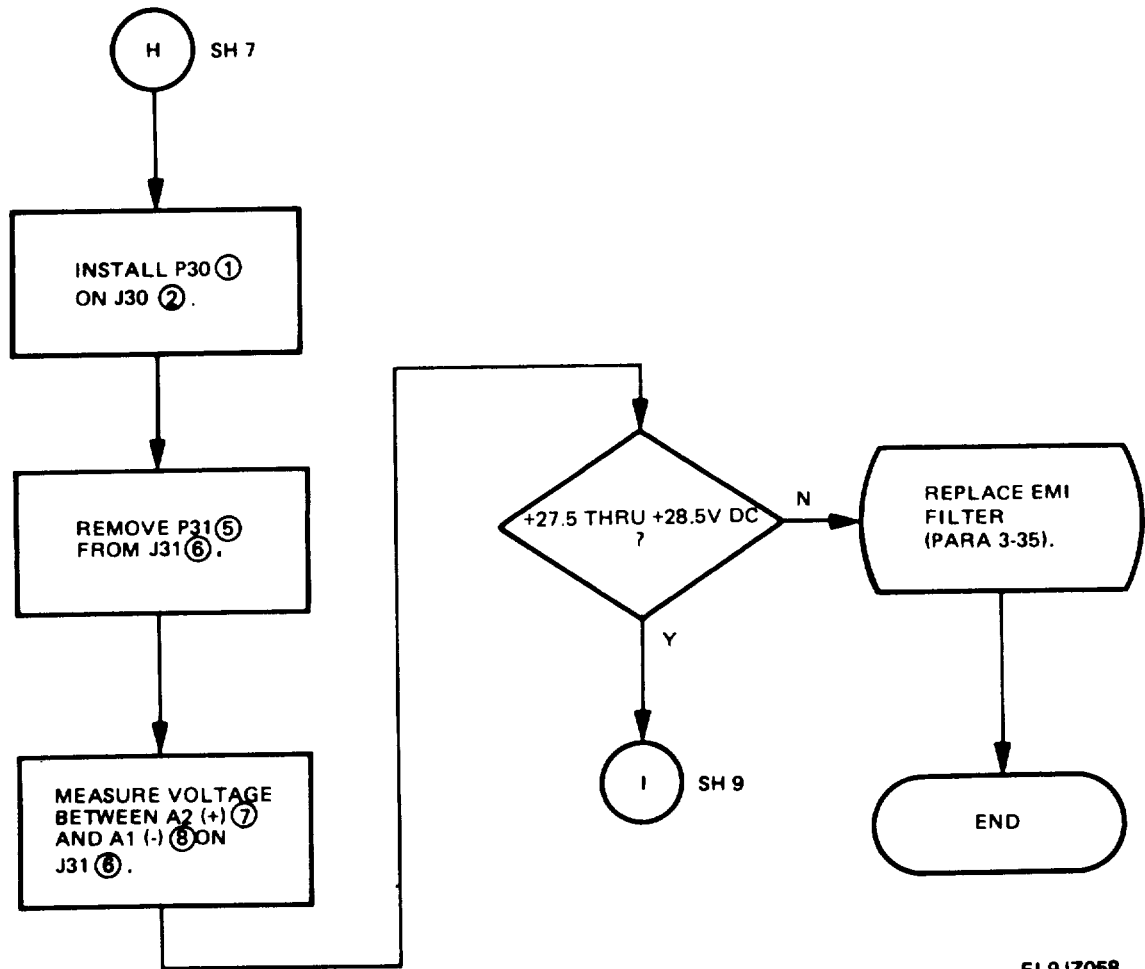 H
SH 7
INSTALL P30 ①
ON J30 ②.
REMOVE P31 ⑤
FROM J31 ⑥.
MEASURE VOLTAGE
BETWEEN A2 (+) ⑦
AND A1 (-) ⑧ ON
J31 ⑥.
+27.5 THRU +28.5V DC
?
N
Y
REPLACE EMI
FILTER
(PARA 3-35).
I
SH 9
END
EL9JZ058